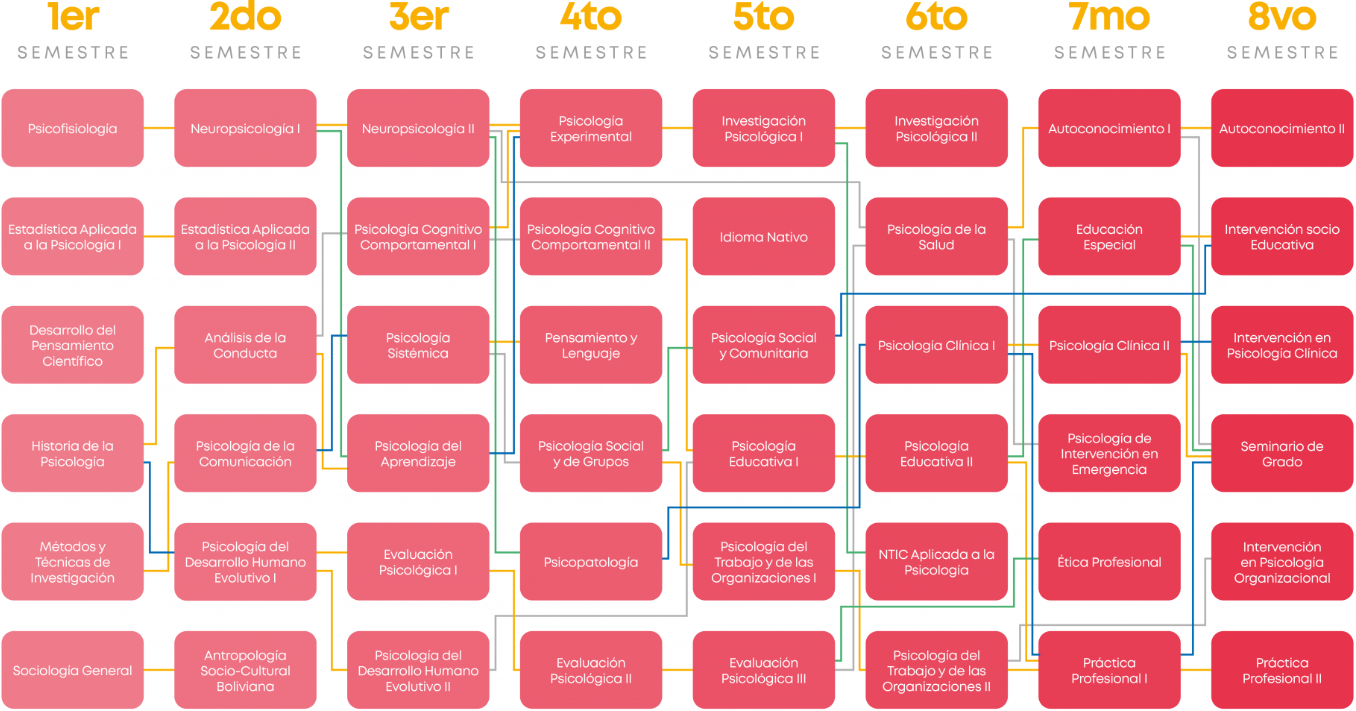 1er
SEMESTRE
2do
SEMESTRE
3er
SEMESTRE
4to
SEMESTRE
5to
SEMESTRE
6to
SEMESTRE
7mo
SEMESTRE
8vo
SEMESTRE
Psicofisiología
Neuropsicología I
Neuropsicología II
Psicología
Experimental
Investigación
Psicológica I
Investigación
Psicológica II
Autoconocimiento I
Autoconocimiento II
Estadística Aplicada
a la Psicología I
Estadística Aplicada
a la Psicología II
Psicología Cognitivo
Comportamental I
Psicología Cognitivo
Comportamental II
Idioma Nativo
Psicología de la
Salud
Educación
Especial
Intervención socio
Educativa
Desarrollo del
Pensamiento
Científico
Análisis de la
Conducta
Psicología
Sistémica
Pensamiento y
Lenguaje
Psicología Social
y Comunitaria
Psicología Clínica I
Psicología Clínica II
Intervención en
Psicología Clínica
Historia de la
Psicología
Psicología de la
Comunicación
Psicología del
Aprendizaje
Psicología Social
y de Grupos
Psicología
Educativa I
Psicología
Educativa II
Psicología de
Intervención en
Emergencia
Seminario de
Grado
Métodos y
Técnicas de
Investigación
Psicología del
Desarrollo Humano
Evolutivo I
Evaluación
Psicológica I
Psicopatología
Psicología del
Trabajo y de las
Organizaciones I
NTIC Aplicada a la
Psicología
Ética Profesional
Intervención
en Psicología
Organizacional
Sociología General
Antropología
Socio-Cultural
Boliviana
Psicología del
Desarrollo Humano
Evolutivo II
Evaluación
Psicológica II
Evaluación
Psicológica III
Psicología del
Trabajo y de las
Organizaciones II
Práctica
Profesional I
Práctica
Profesional II